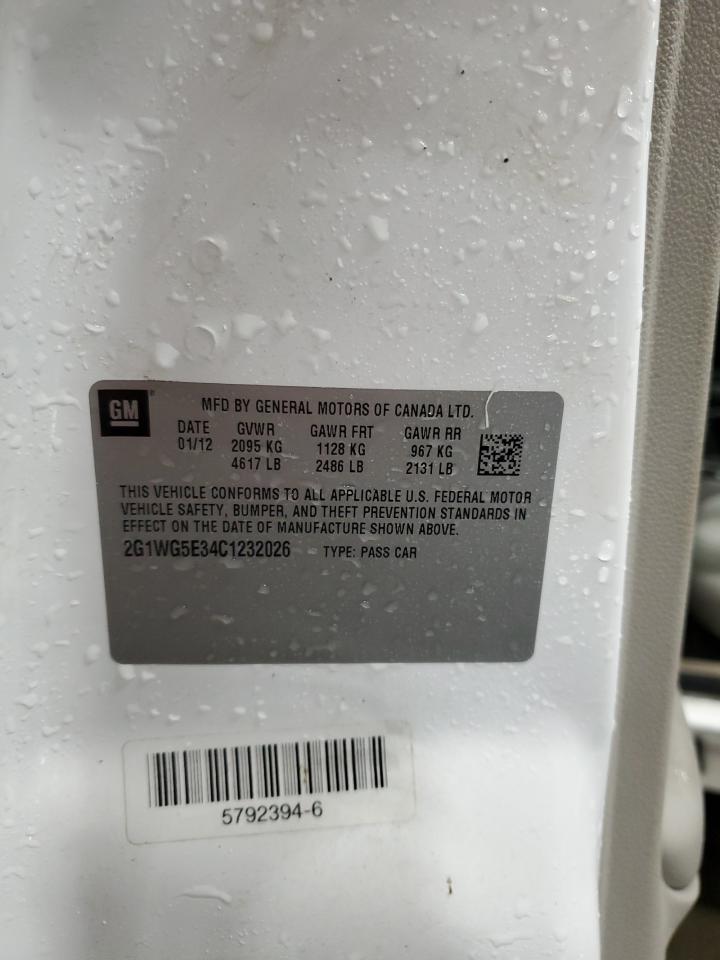 GM
MFD BY GENERAL MOTORS OF CANADA LTD.
DATE GVWR GAWR FRT GAWR RR
01/12 2095 KG 1128 KG 967 KG
4617 LB 2486 LB 2131 LB
THIS VEHICLE CONFORMS TO ALL APPLICABLE U.S. FEDERAL MOTOR
VEHICLE SAFETY, BUMPER, AND THEFT PREVENTION STANDARDS IN
EFFECT ON THE DATE OF MANUFACTURE SHOWN ABOVE.
2G1WG5E34C1232026 TYPE: PASS CAR
5792394-6